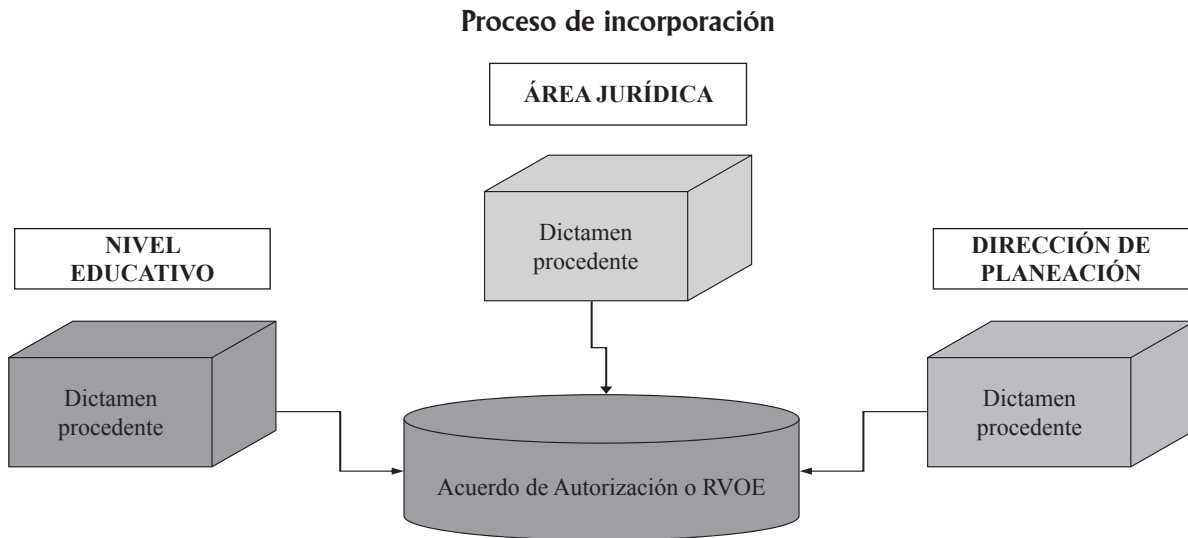 Proceso de incorporación
ÁREA JURÍDICA
Dictamen
procedente
NIVEL
EDUCATIVO
Dictamen
procedente
DIRECCIÓN DE
PLANEACIÓN
Dictamen
procedente
Acuerdo de Autorización o RVOE